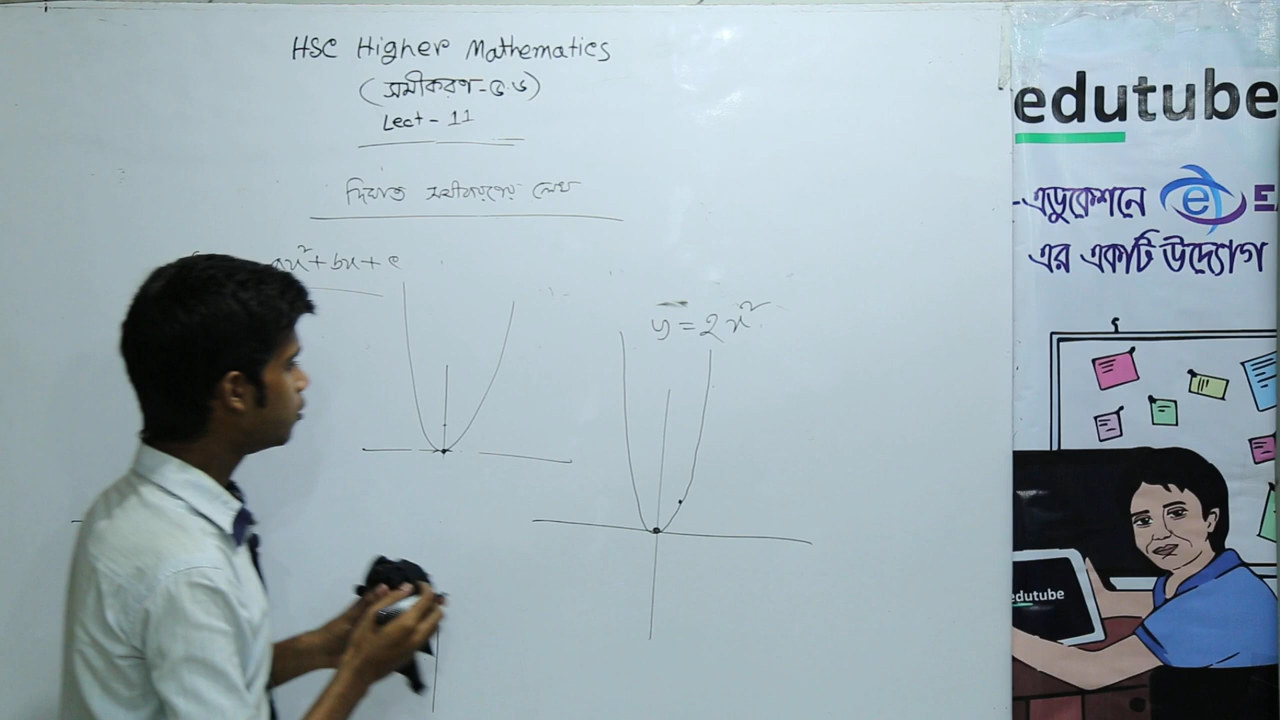 HSC Higher Mathematics
(সমীকরণ-৫.৬)
Lect - 11
দ্বিঘাত সমীকরণের লেখ
ax²+bx+c
y=2x²
edutube
-এডুকেশনে e E
এর একটি উদ্যোগ
edutube